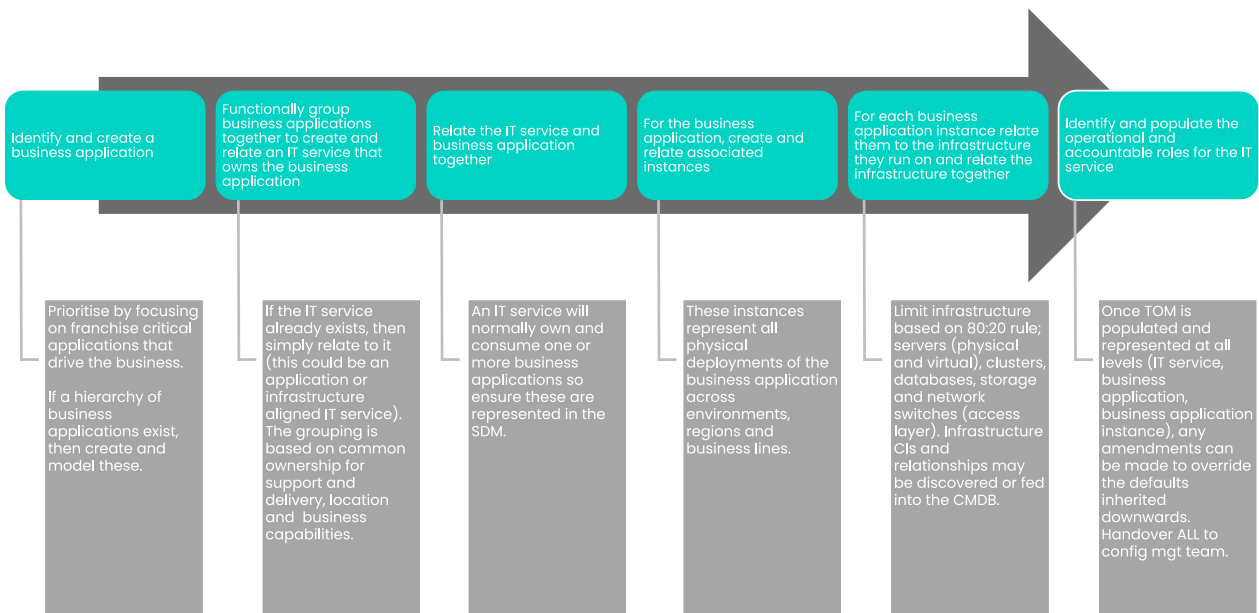 Identify and create a
business application
Functionally group
business applications
together to create and
relate an IT service that
owns the business
application
Relate the IT service and
business application
together
For the business
application, create and
relate associated
instances
For each business
application instance relate
them to the infrastructure
they run on and relate the
infrastructure together
Identify and populate the
operational and
accountable roles for the IT
service
Prioritise by focusing
on franchise critical
applications that
drive the business.
If a hierarchy of
business
applications exist,
then create and
model these.
If the IT service
already exists, then
simply relate to it
(this could be an
application or
infrastructure
aligned IT service).
The grouping is
based on common
ownership for
support and
delivery, location
and  business
capabilities.
An IT service will
normally own and
consume one or
more business
applications so
ensure these are
represented in the
SDM.
These instances
represent all
physical
deployments of the
business application
across
environments,
regions and
business lines.
Limit infrastructure
based on 80:20 rule;
servers (physical
and virtual), clusters,
databases, storage
and network
switches (access
layer). Infrastructure
CIs and
relationships may
be discovered or fed
into the CMDB.
Once TOM is
populated and
represented at all
levels (IT service,
business
application,
business application
instance), any
amendments can
be made to override
the defaults
inherited
downwards.
Handover ALL to
config mgt team.